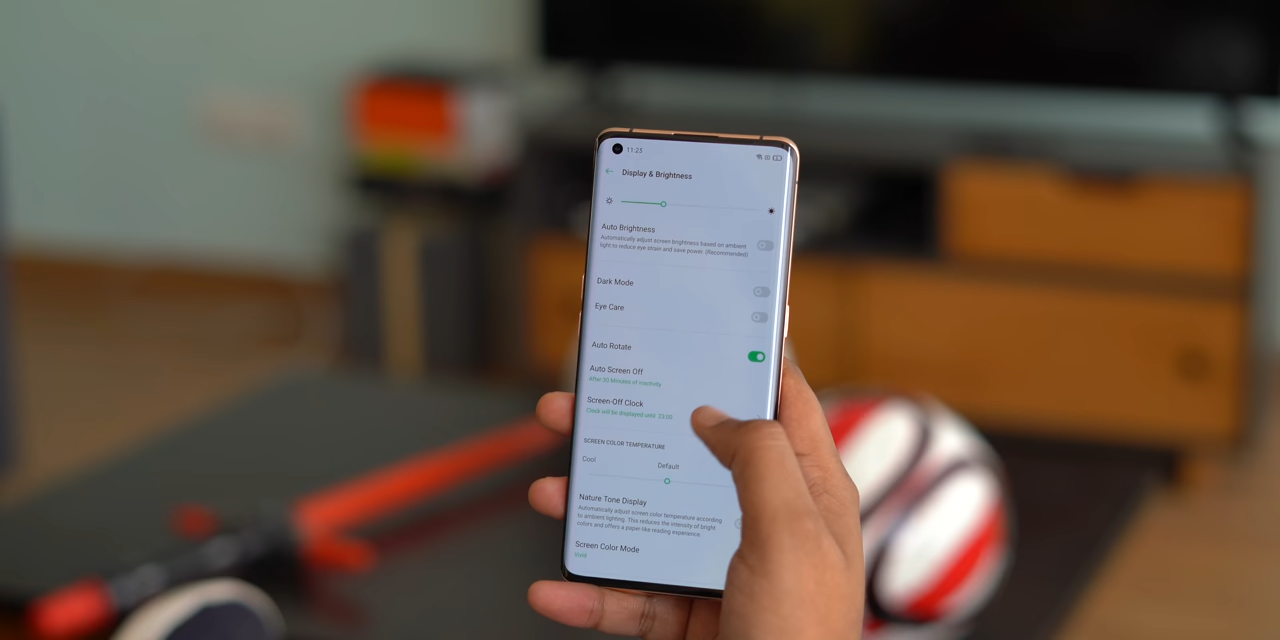 11:23
Display & Brightness
Auto Brightness
Automatically adjust screen brightness based on ambient
light to reduce eye strain and save power. (Recommended)
Dark Mode
Eye Care
Auto Rotate
Auto Screen Off
After 30 Minutes of inactivity
Screen-Off Clock
Clock will be displayed until 23:00
SCREEN COLOR TEMPERATURE
Cool
Default
Nature Tone Display
Automatically adjust screen color temperature according
to ambient lighting. This reduces the intensity of bright
colors and offers a paper-like reading experience.
Screen Color Mode
Vivid